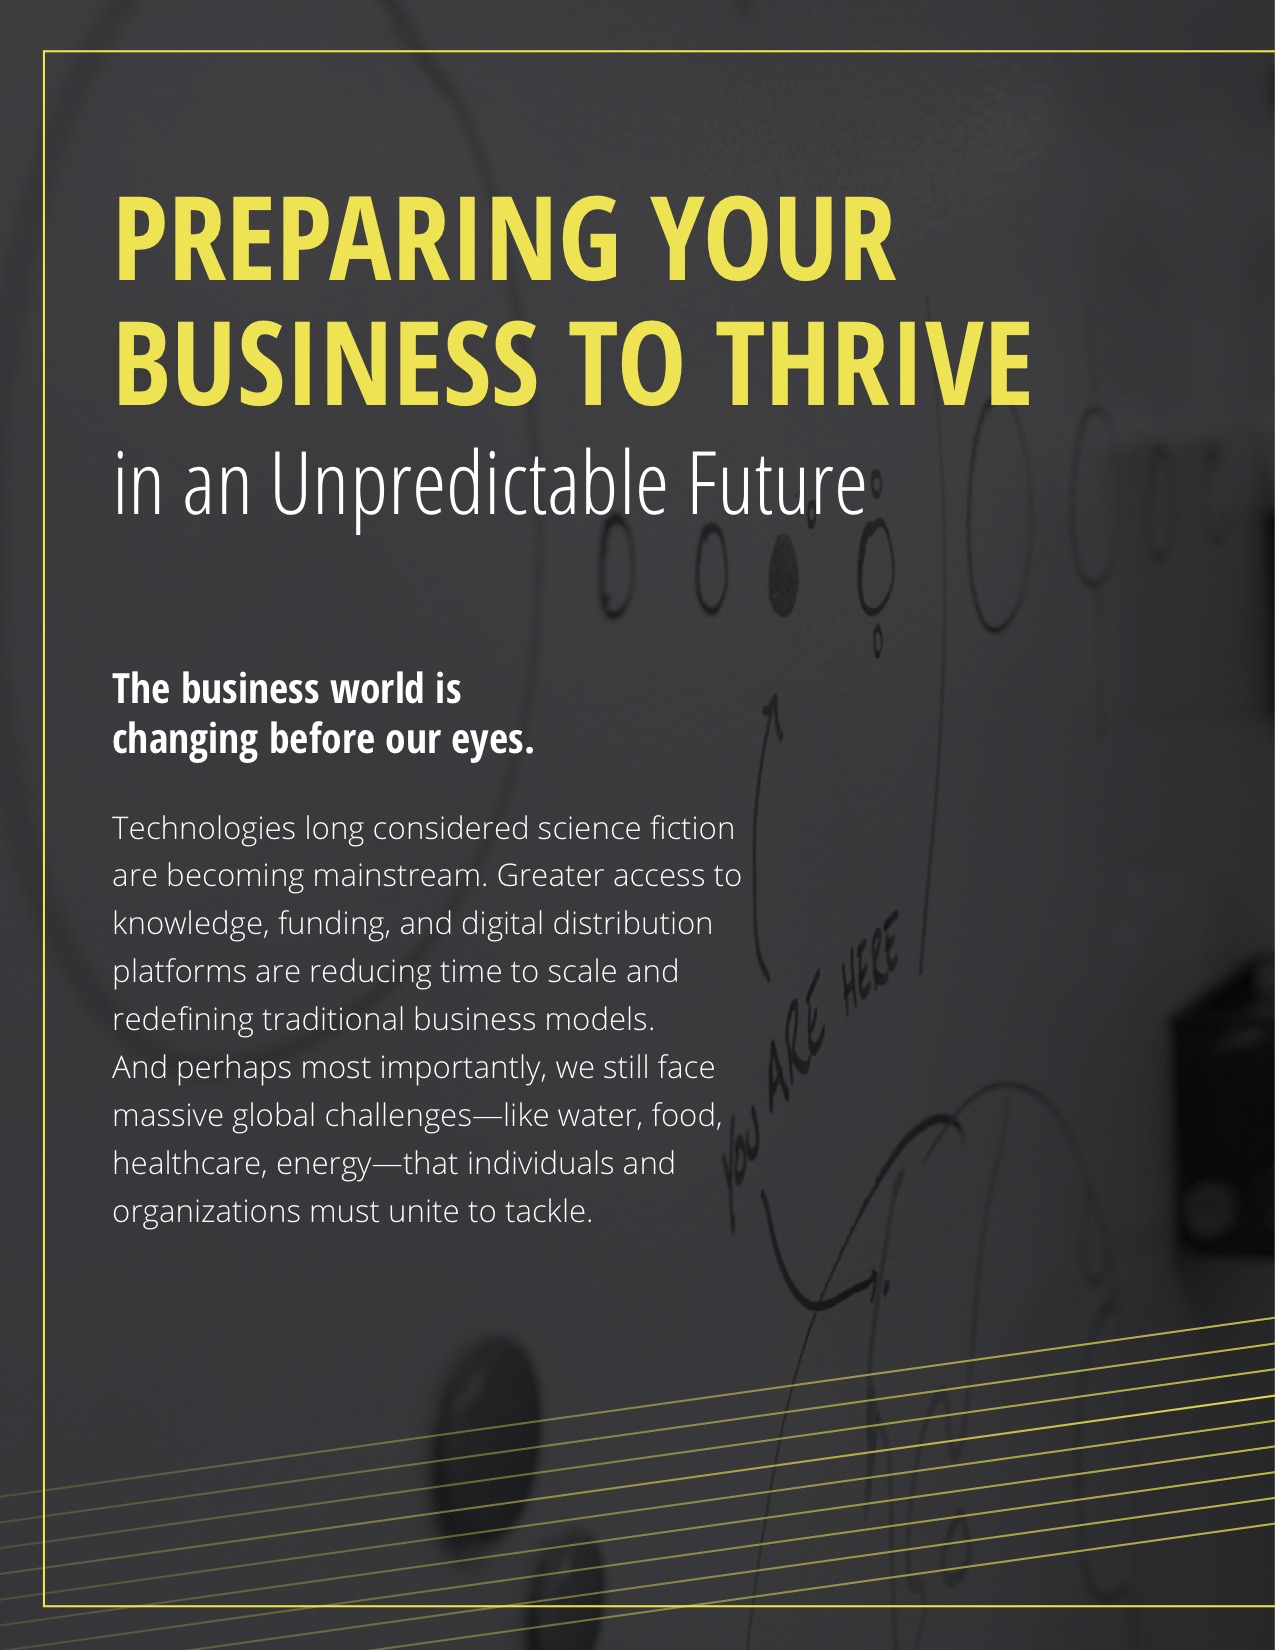 PREPARING YOUR
BUSINESS TO THRIVE
in an Unpredictable Future
The business world is
changing before our eyes.
Technologies long considered science fiction
are becoming mainstream. Greater access to
knowledge, funding, and digital distribution
platforms are reducing time to scale and
redefining traditional business models.
And perhaps most importantly, we still face
massive global challenges—like water, food,
healthcare, energy—that individuals and
organizations must unite to tackle.
YOU ARE HERE